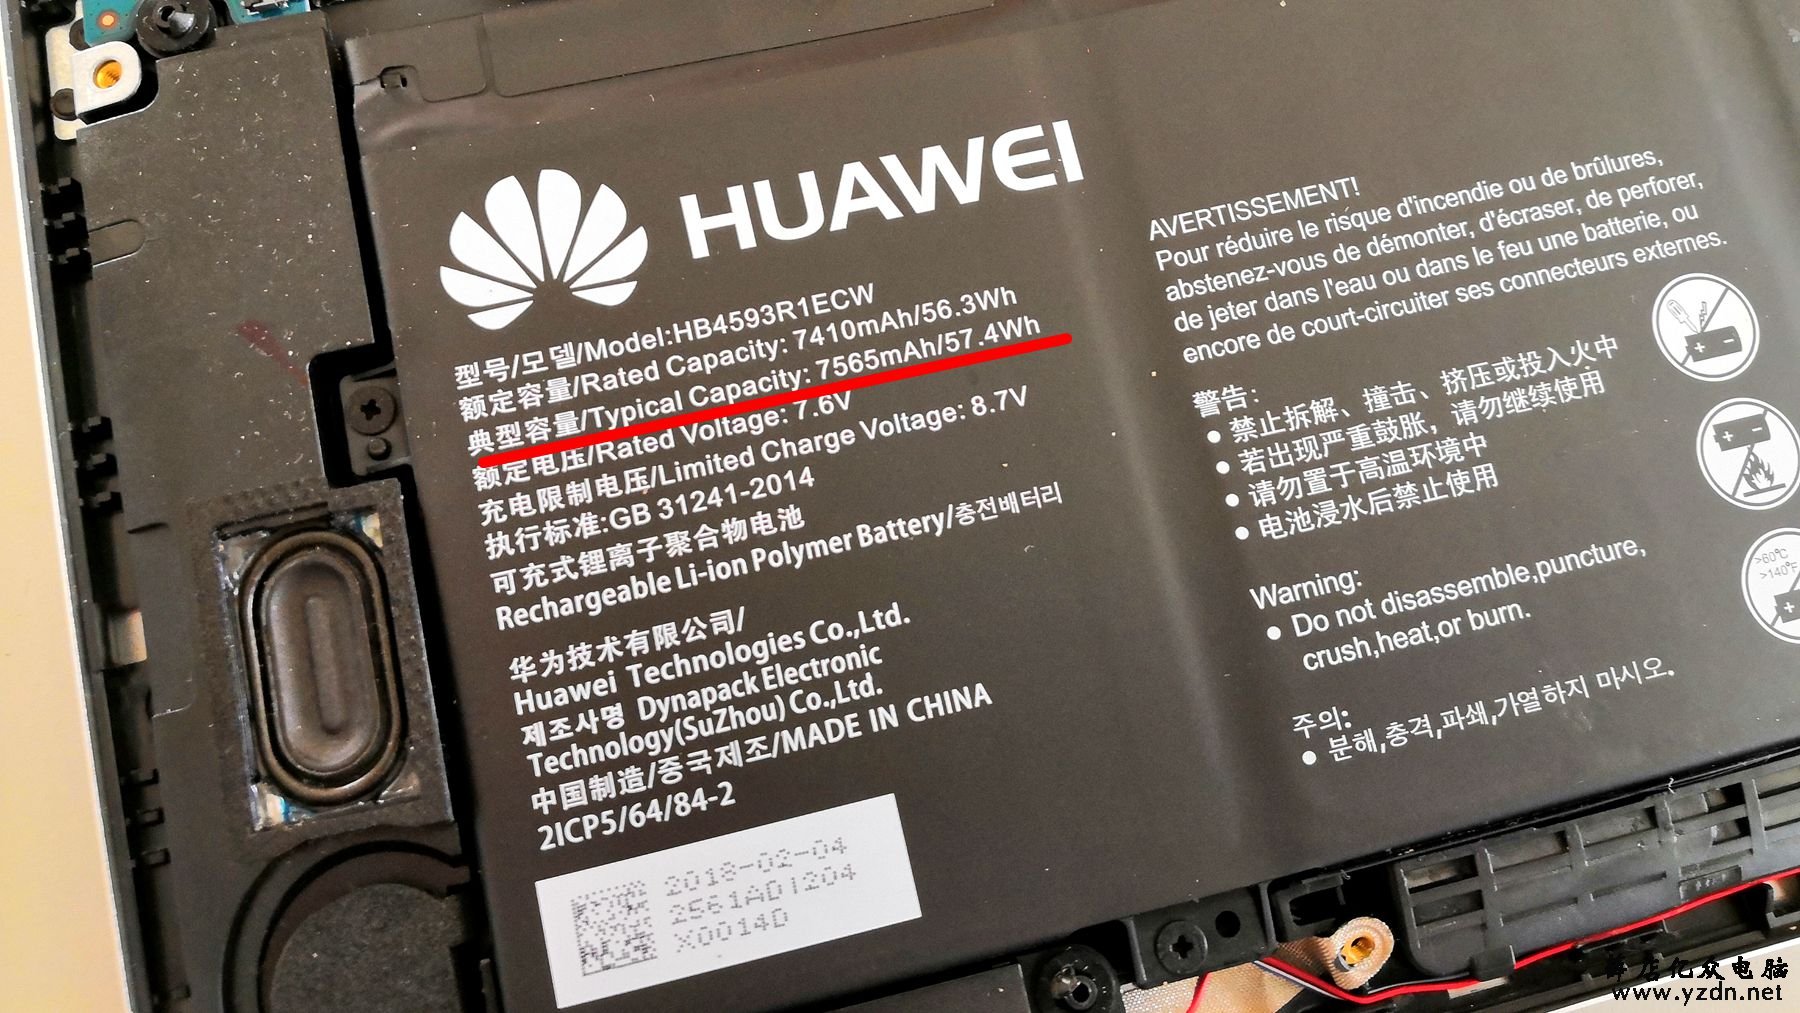 HUAWEI
型号/모델/Model:HB4593R1ECW
额定容量/Rated Capacity: 7410mAh/56.3Wh
典型容量/Typical Capacity: 7565mAh/57.4Wh
额定电压/Rated Voltage: 7.6V
充电限制电压/Limited Charge Voltage: 8.7V
执行标准:GB 31241-2014
可充式锂离子聚合物电池
Rechargeable Li-ion Polymer Battery/충전배터리
华为技术有限公司/
Huawei Technologies Co.,Ltd.
제조사명 Dynapack Electronic
Technology(SuZhou) Co.,Ltd.
中国制造/중국제조/MADE IN CHINA
2ICP5/64/84-2
2018-02-04
2561AD1204
X0014D
AVERTISSEMENT!
Pour réduire le risque d'incendie ou de brûlures,
abstenez-vous de démonter, d'écraser, de perforer,
de jeter dans l'eau ou dans le feu une batterie, ou
encore de court-circuiter ses connecteurs externes.
警告:
● 禁止拆解、撞击、挤压或投入火中
● 若出现严重鼓胀，请勿继续使用
● 请勿置于高温环境中
● 电池浸水后禁止使用
Warning:
● Do not disassemble,puncture,
crush,heat,or burn.
주의:
● 분해,충격,파쇄,가열하지 마시오.
>60°C
>140°F
店亿众电脑
www.yzdn.net